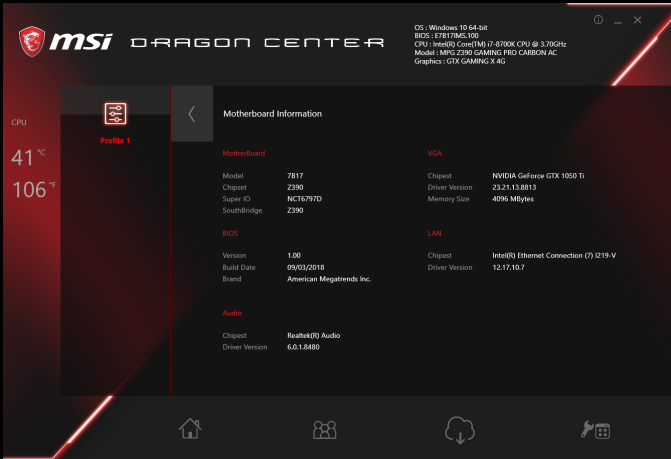 msi DRAGON CENTER
OS : Windows 10 64-bit
BIOS : E7B17IMS.100
CPU : Intel(R) Core(TM) i7-8700K CPU @ 3.70GHz
Model : MPG Z390 GAMING PRO CARBON AC
Graphics : GTX GAMING X 4G
CPU
41 °C
106 °F
Profile 1
Motherboard Information
MotherBoard
Model 7B17
Chipset Z390
Super IO NCT6797D
SouthBridge Z390
BIOS
Version 1.00
Build Date 09/03/2018
Brand American Megatrends Inc.
Audio
Chipest Realtek(R) Audio
Driver Version 6.0.1.8480
VGA
Chipest NVIDIA GeForce GTX 1050 Ti
Driver Version 23.21.13.8813
Memory Size 4096 MBytes
LAN
Chipest Intel(R) Ethernet Connection (7) I219-V
Driver Version 12.17.10.7